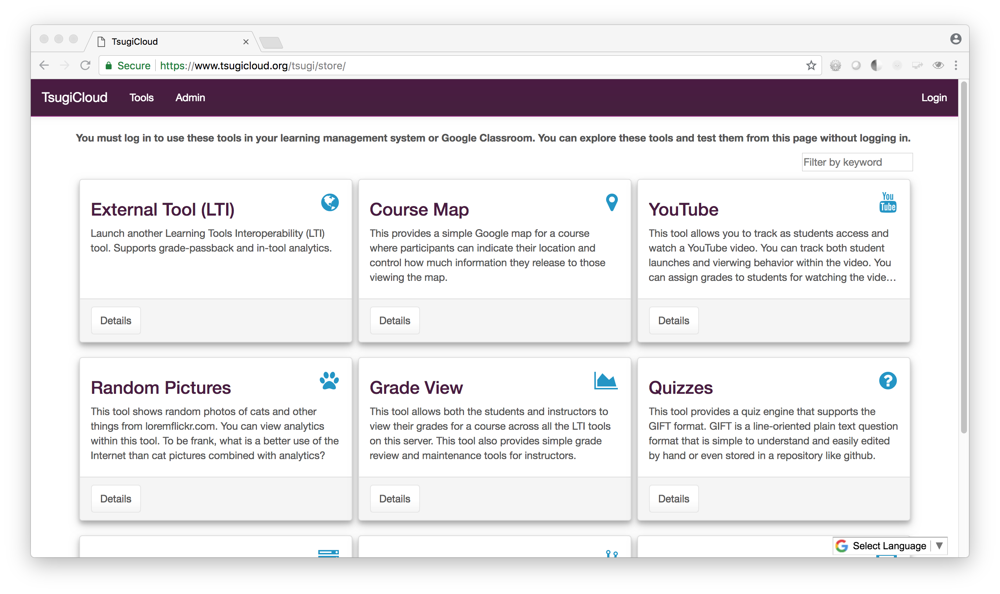 TsugiCloud
Secure https://www.tsugicloud.org/tsugi/store/
TsugiCloud Tools Admin Login
You must log in to use these tools in your learning management system or Google Classroom. You can explore these tools and test them from this page without logging in.
Filter by keyword
External Tool (LTI)
Launch another Learning Tools Interoperability (LTI)
tool. Supports grade-passback and in-tool analytics.
Details
Course Map
This provides a simple Google map for a course
where participants can indicate their location and
control how much information they release to those
viewing the map.
Details
You
Tube
YouTube
This tool allows you to track as students access and
watch a YouTube video. You can track both student
launches and vierwing behavior within the video. You
can assign grades to students for watching the vide…
Details
Random Pictures
This tool shows random photos of cats and other
things from loremflickr.com. You can view analytics
within this tool. To be frank, what is a better use of the
Internet than cat pictures combined with analytics?
Details
Grade View
This tool allows both the students and instructors to
view their grades for a course across all the LTI tools
on this server. This tool also provides simple grade
review and maintenance tools for instructors.
Details
Quizzes
This tool provides a quiz engine that supports the
GIFT format. GIFT is a line-oriented plain text question
format that is simple to understand and easily edited
by hand or even stored in a repository like github.
Details
Select Language